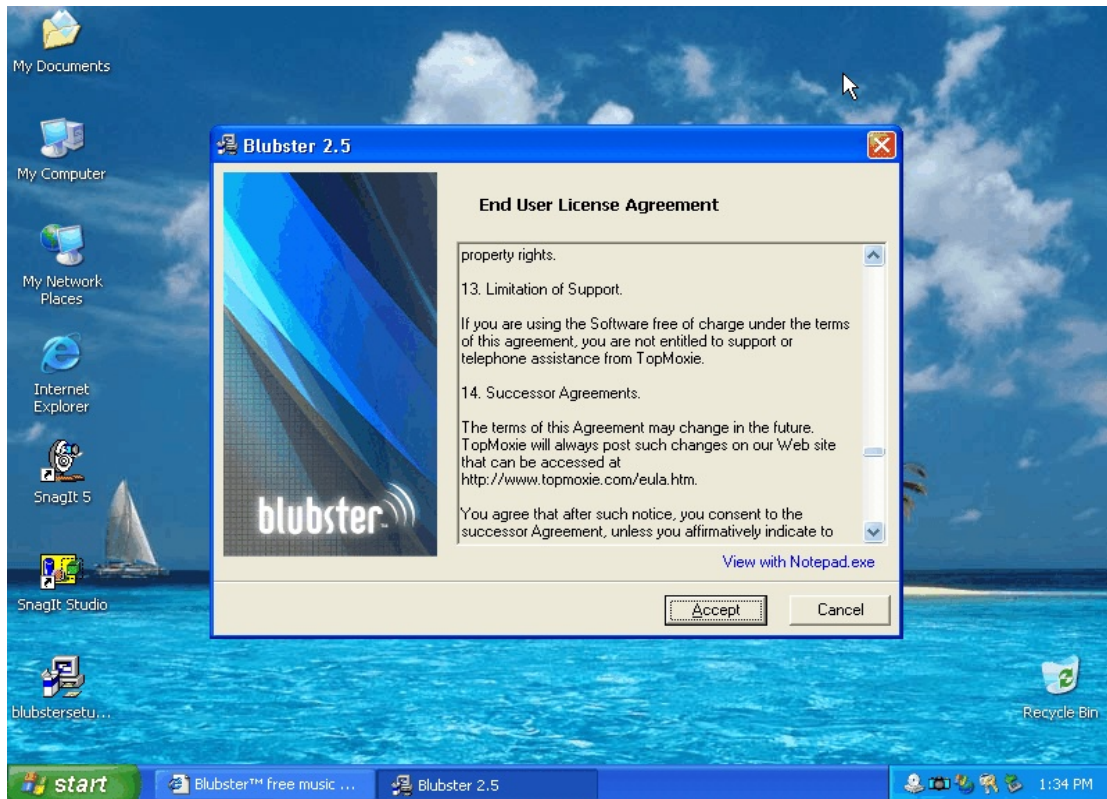 My Documents
My Computer
My Network
Places
Internet
Explorer
SnagIt 5
SnagIt Studio
blubstersetu...
Blubster 2.5
blubster
End User License Agreement
property rights.
13. Limitation of Support.
If you are using the Software free of charge under the terms
of this agreement, you are not entitled to support or
telephone assistance from TopMoxie.
14. Successor Agreements.
The terms of this Agreement may change in the future.
TopMoxie will always post such changes on our Web site
that can be accessed at
http://www.topmoxie.com/eula.htm.
You agree that after such notice, you consent to the
successor Agreement, unless you affirmatively indicate to
View with Notepad.exe
Accept
Cancel
Recycle Bin
start
Blubster™ free music ...
Blubster 2.5
1:34 PM